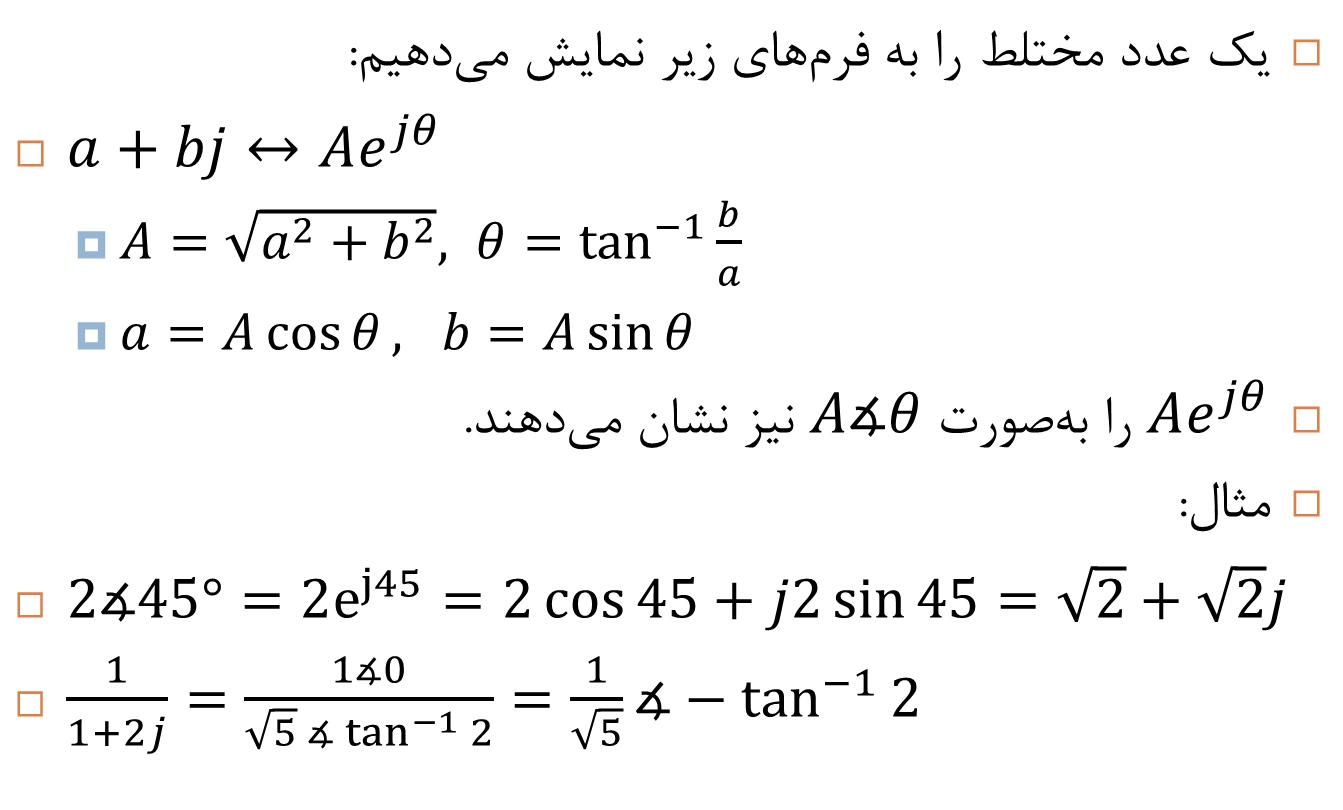 یک عدد مختلط را به فرم‌های زیر نمایش می‌دهیم:
a + bj ↔ Ae^{jθ}
A = √(a² + b²), θ = tan⁻¹ b/a
a = A cos θ, b = A sin θ
Ae^{jθ} را به‌صورت A∡θ نیز نشان می‌دهند.
مثال:
2∡45° = 2e^{j45} = 2 cos 45 + j2 sin 45 = √2 + √2j
1/(1+2j) = (1∡0)/(√5 ∡ tan⁻¹ 2) = 1/√5 ∡ − tan⁻¹ 2